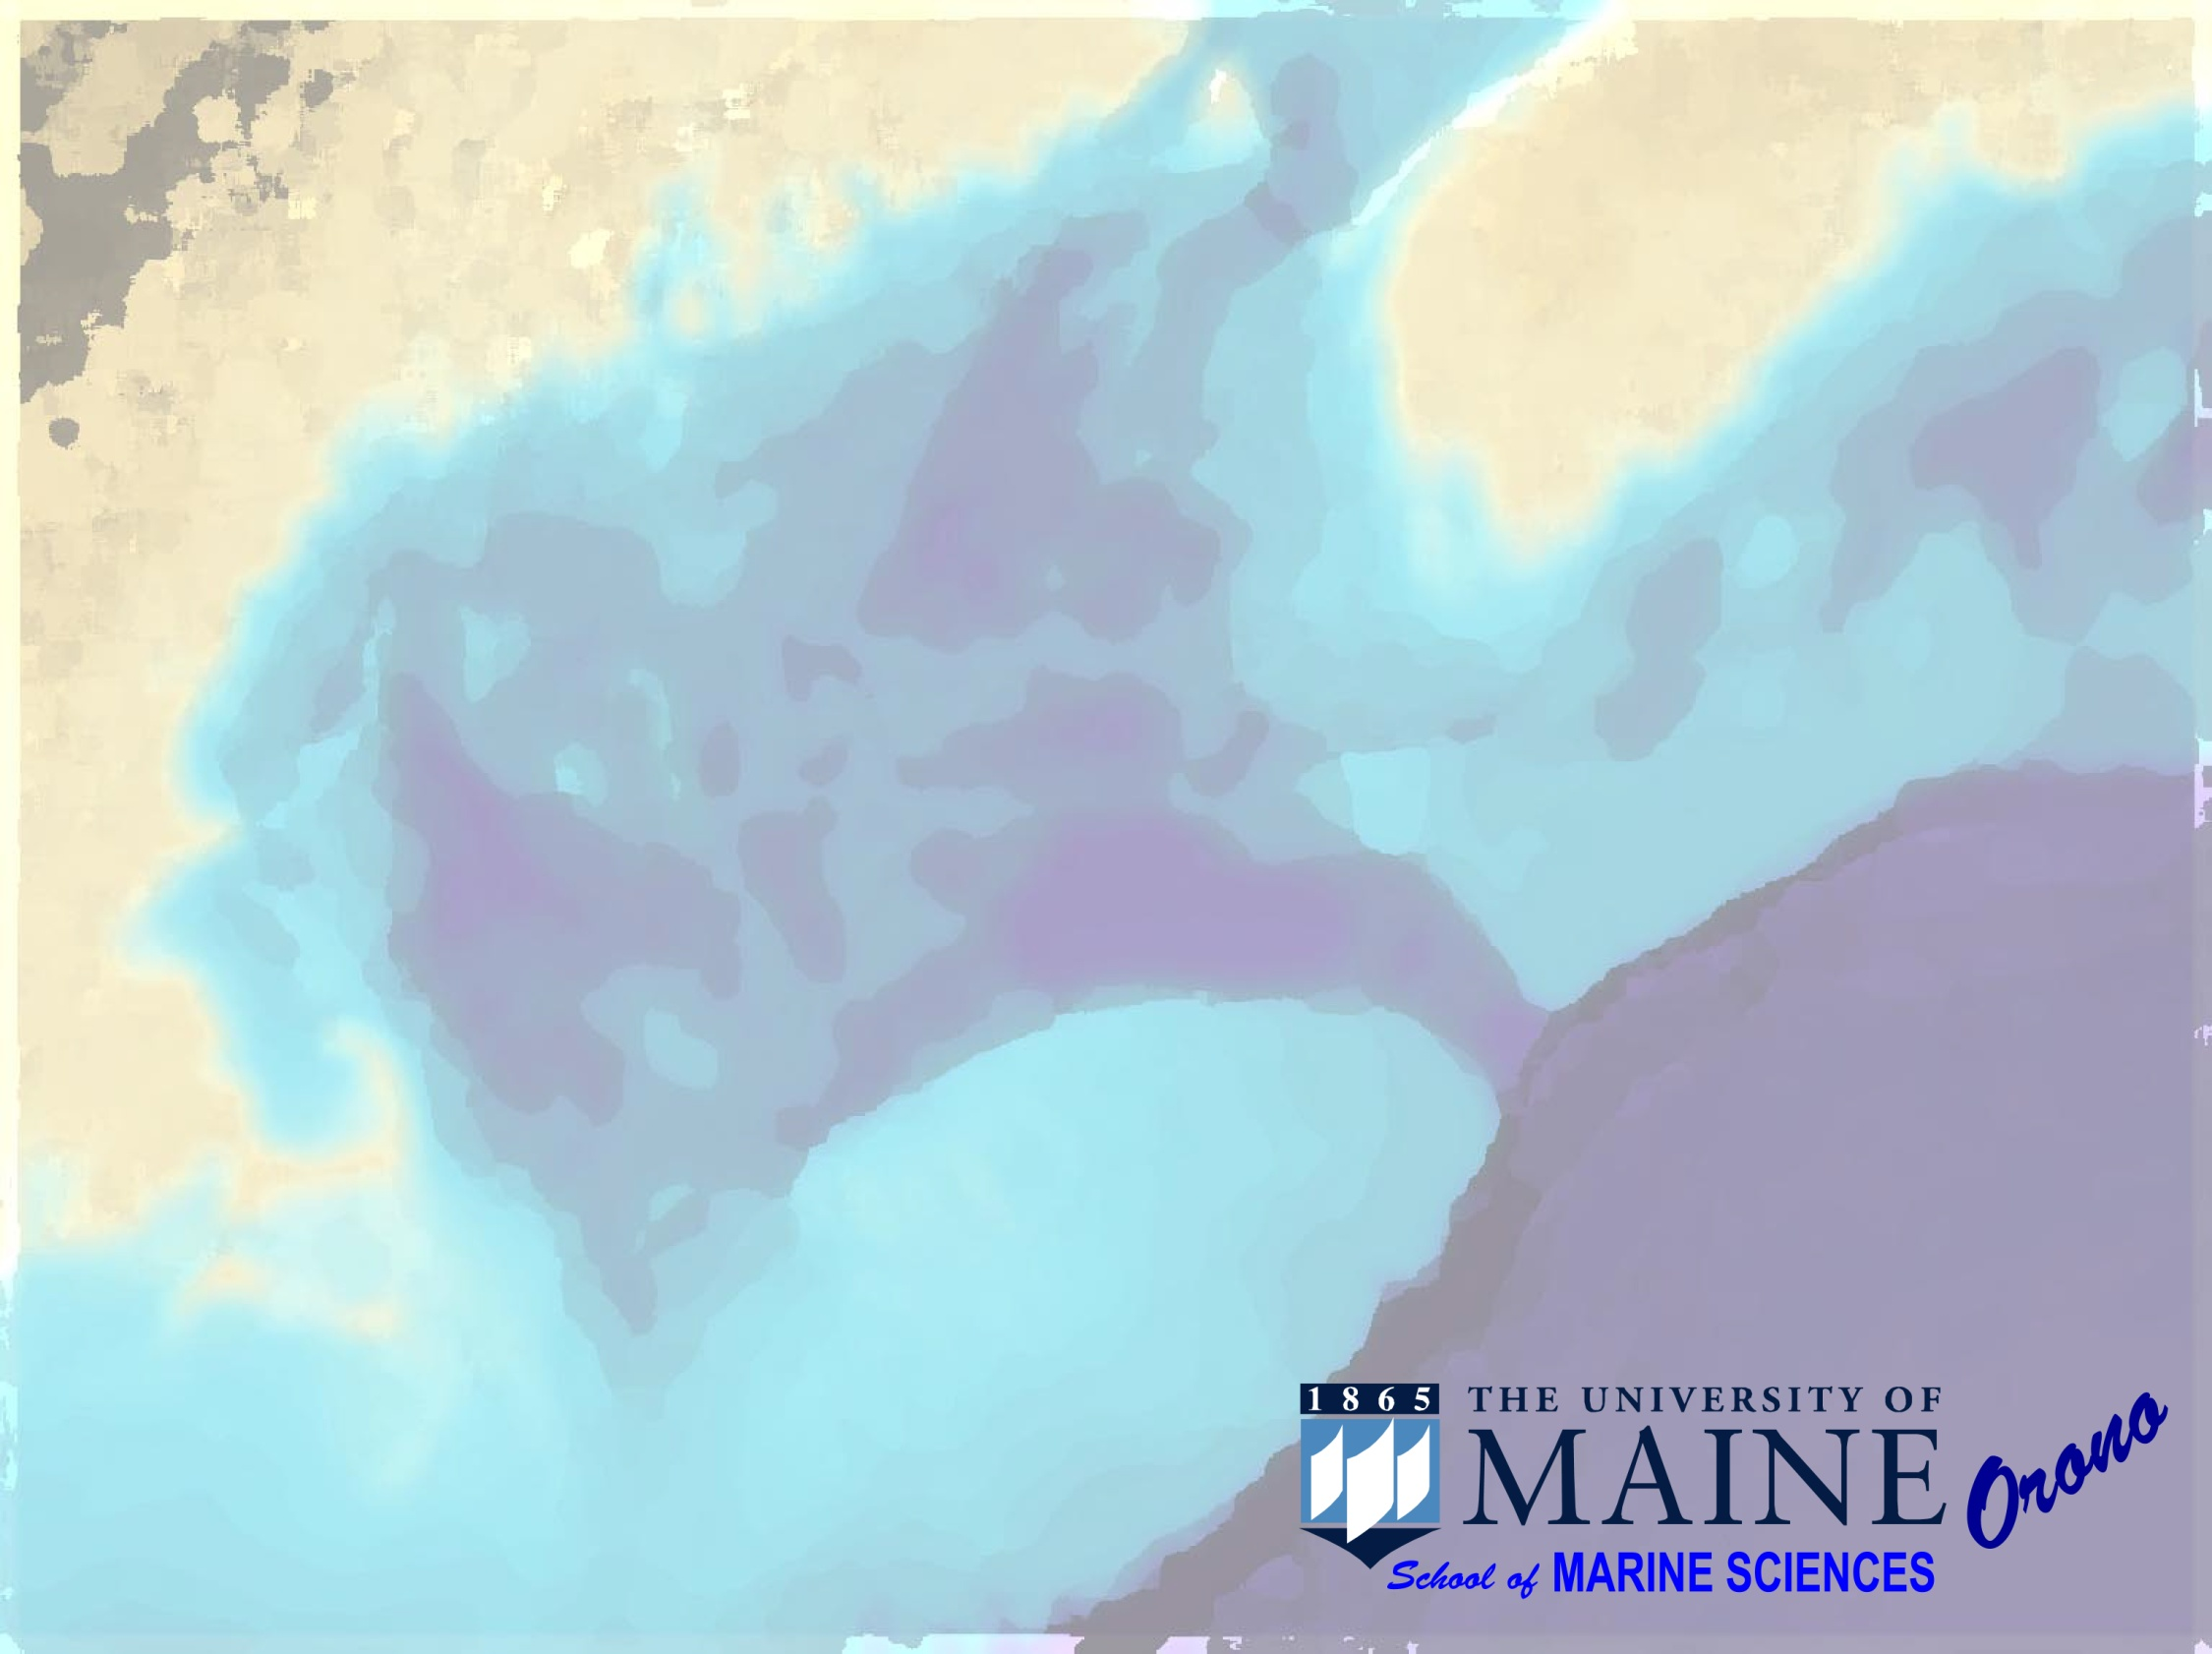 1865
THE UNIVERSITY OF
MAINE
Orono
School of MARINE SCIENCES